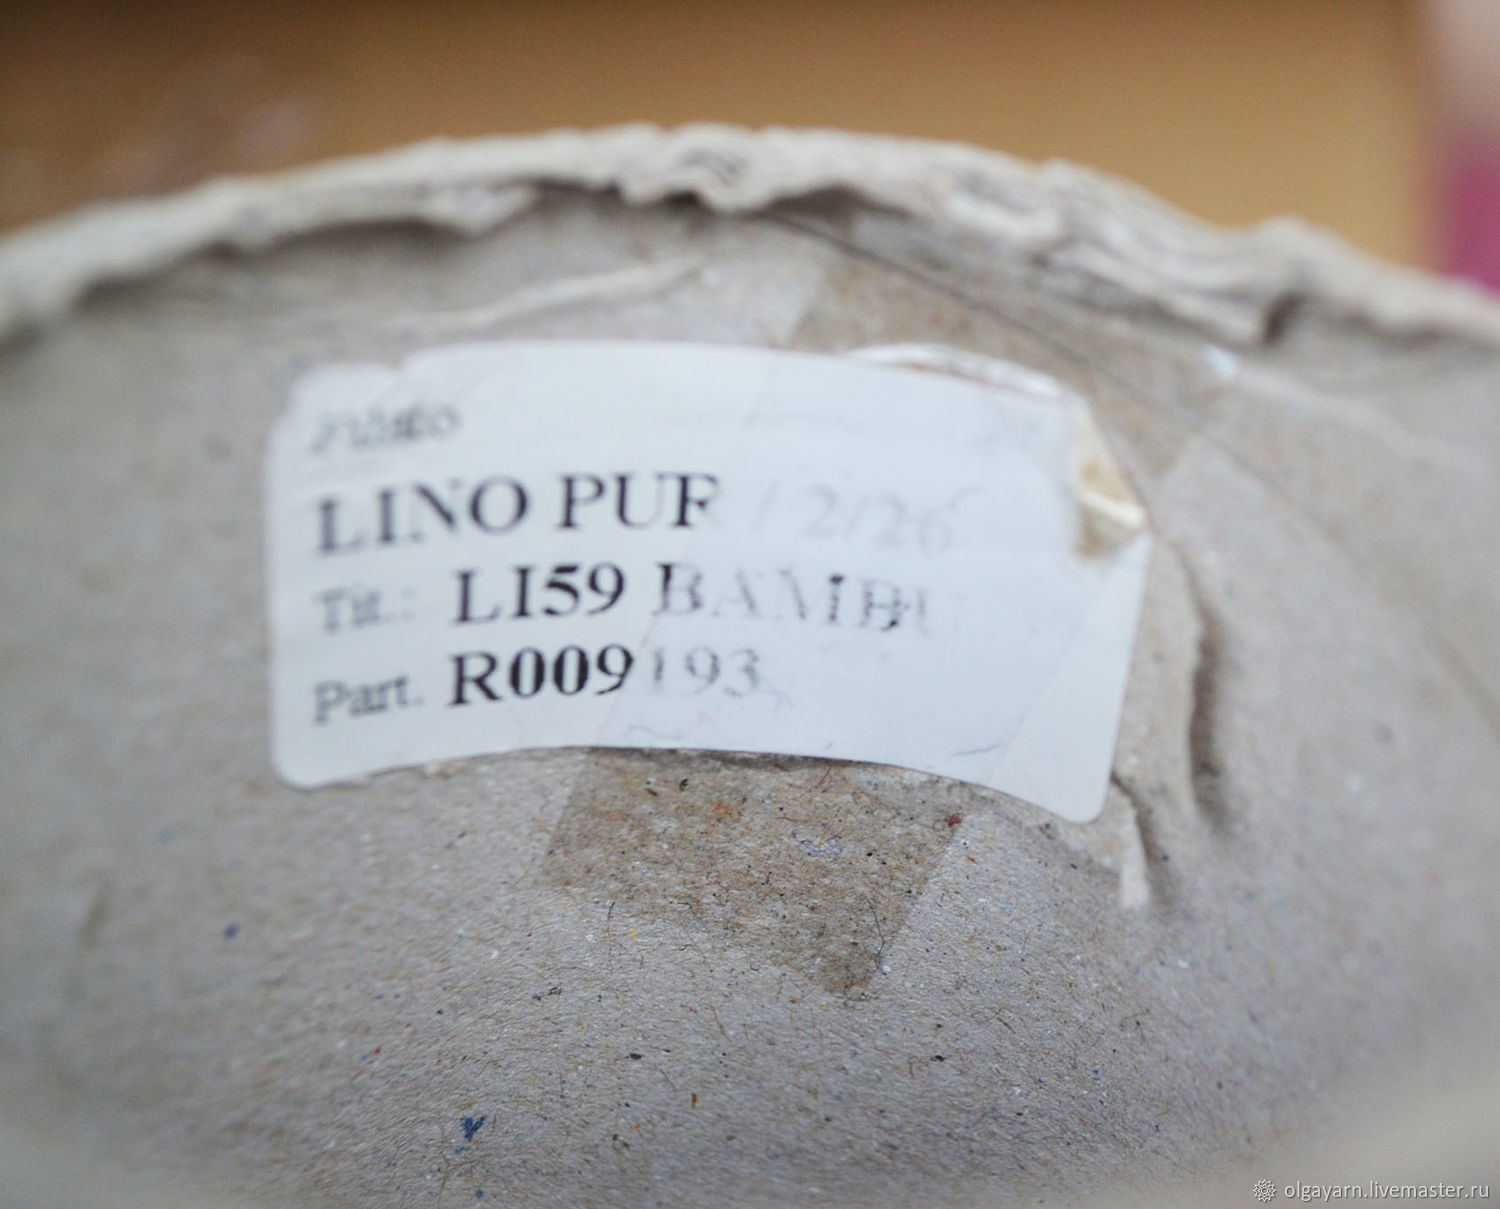 LINO PUR / 2/26
Tit.: LI59 BAMBU
Part. R009193
olgayarn.livemaster.ru